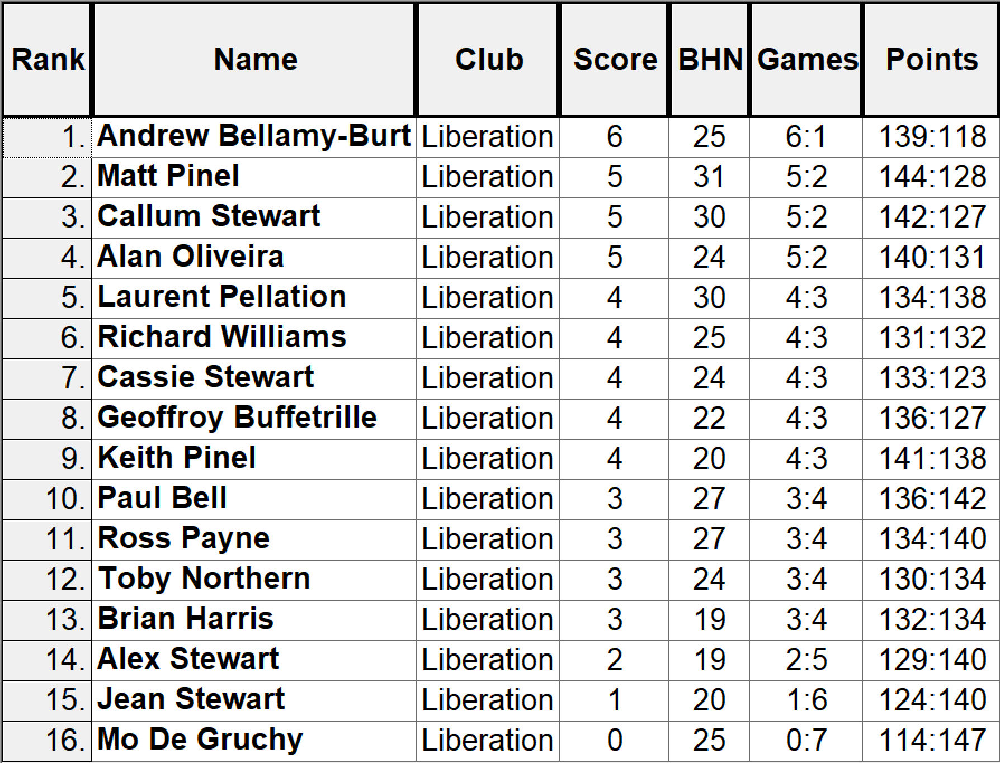 Rank Name Club Score BHN Games Points
1. Andrew Bellamy-Burt Liberation 6 25 6:1 139:118
2. Matt Pinel Liberation 5 31 5:2 144:128
3. Callum Stewart Liberation 5 30 5:2 142:127
4. Alan Oliveira Liberation 5 24 5:2 140:131
5. Laurent Pellation Liberation 4 30 4:3 134:138
6. Richard Williams Liberation 4 25 4:3 131:132
7. Cassie Stewart Liberation 4 24 4:3 133:123
8. Geoffroy Buffetrille Liberation 4 22 4:3 136:127
9. Keith Pinel Liberation 4 20 4:3 141:138
10. Paul Bell Liberation 3 27 3:4 136:142
11. Ross Payne Liberation 3 27 3:4 134:140
12. Toby Northern Liberation 3 24 3:4 130:134
13. Brian Harris Liberation 3 19 3:4 132:134
14. Alex Stewart Liberation 2 19 2:5 129:140
15. Jean Stewart Liberation 1 20 1:6 124:140
16. Mo De Gruchy Liberation 0 25 0:7 114:147